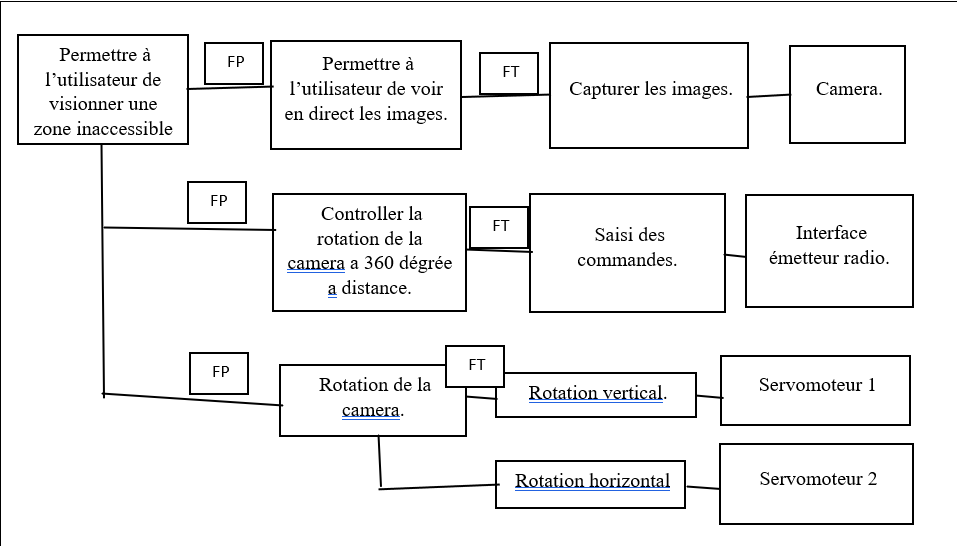 Permettre à
l’utilisateur de
visionner une
zone inaccessible
FP
Permettre à
l’utilisateur de voir
en direct les images.
FT
Capturer les images.
Camera.
FP
Controller la
rotation de la
camera a 360 dégrée
a distance.
FT
Saisi des
commandes.
Interface
émetteur radio.
FP
Rotation de la
camera.
FT
Rotation vertical.
Servomoteur 1
Rotation horizontal
Servomoteur 2